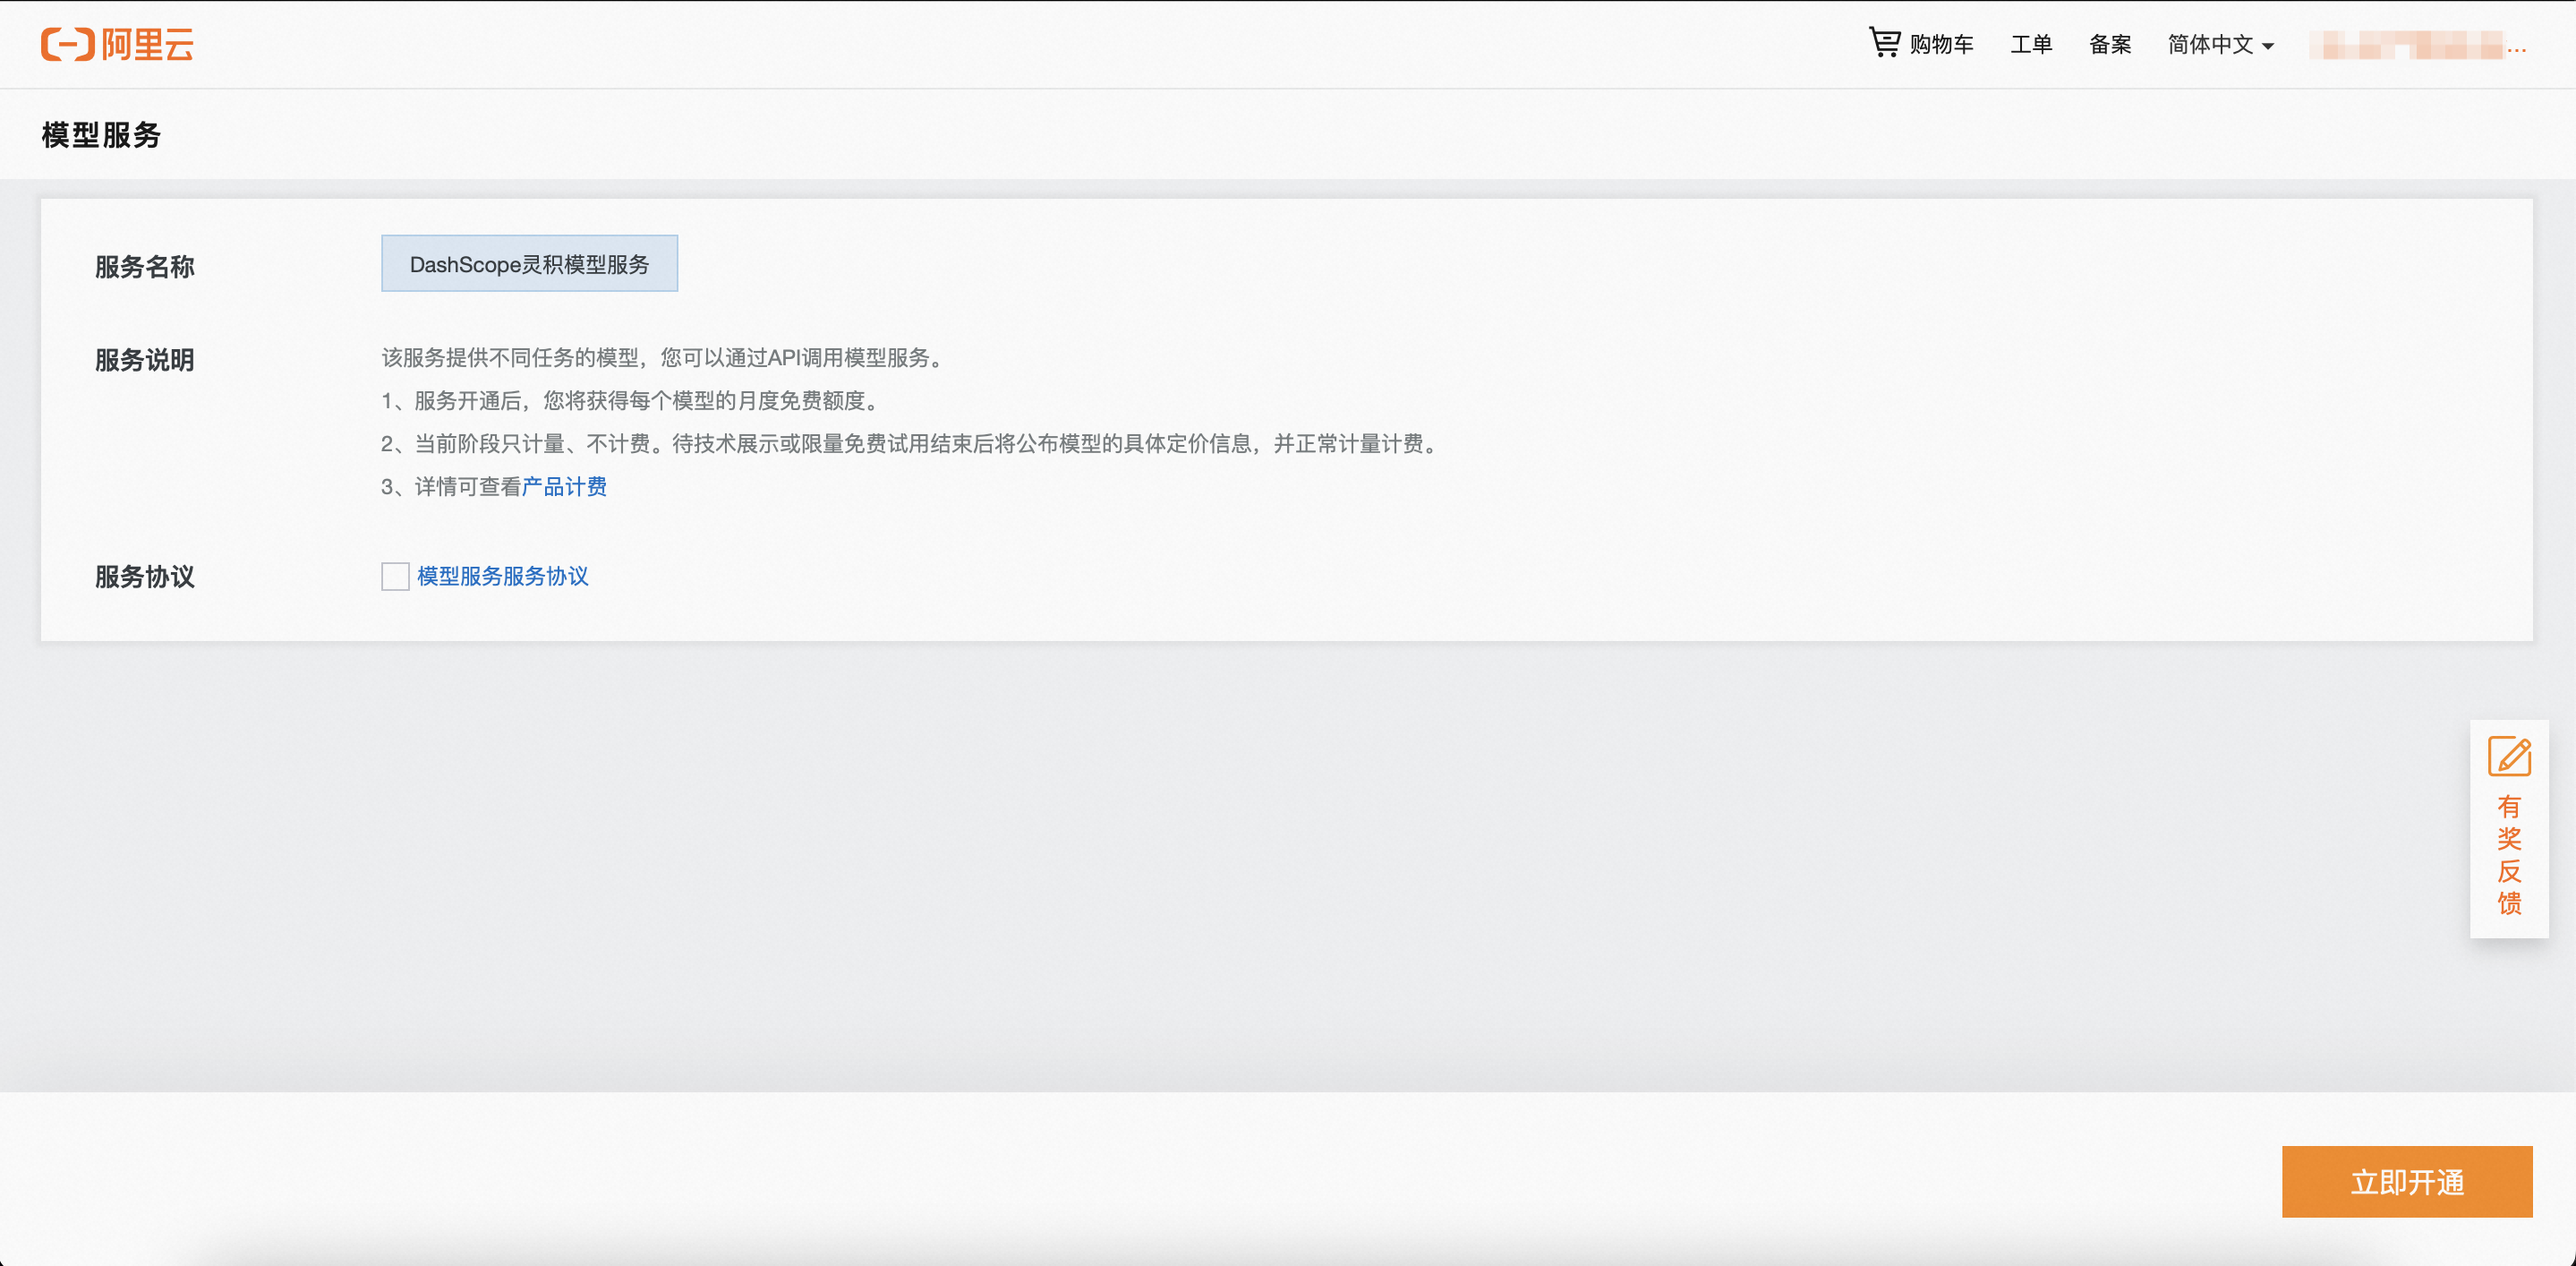 阿里云
购物车 工单 备案 简体中文 ...
模型服务
服务名称 DashScope灵积模型服务
服务说明 该服务提供不同任务的模型，您可以通过API调用模型服务。
1、服务开通后，您将获得每个模型的月度免费额度。
2、当前阶段只计量、不计费。待技术展示或限量免费试用结束后将公布模型的具体定价信息，并正常计量计费。
3、详情可查看产品计费
服务协议 模型服务服务协议
有
奖
反
馈
立即开通